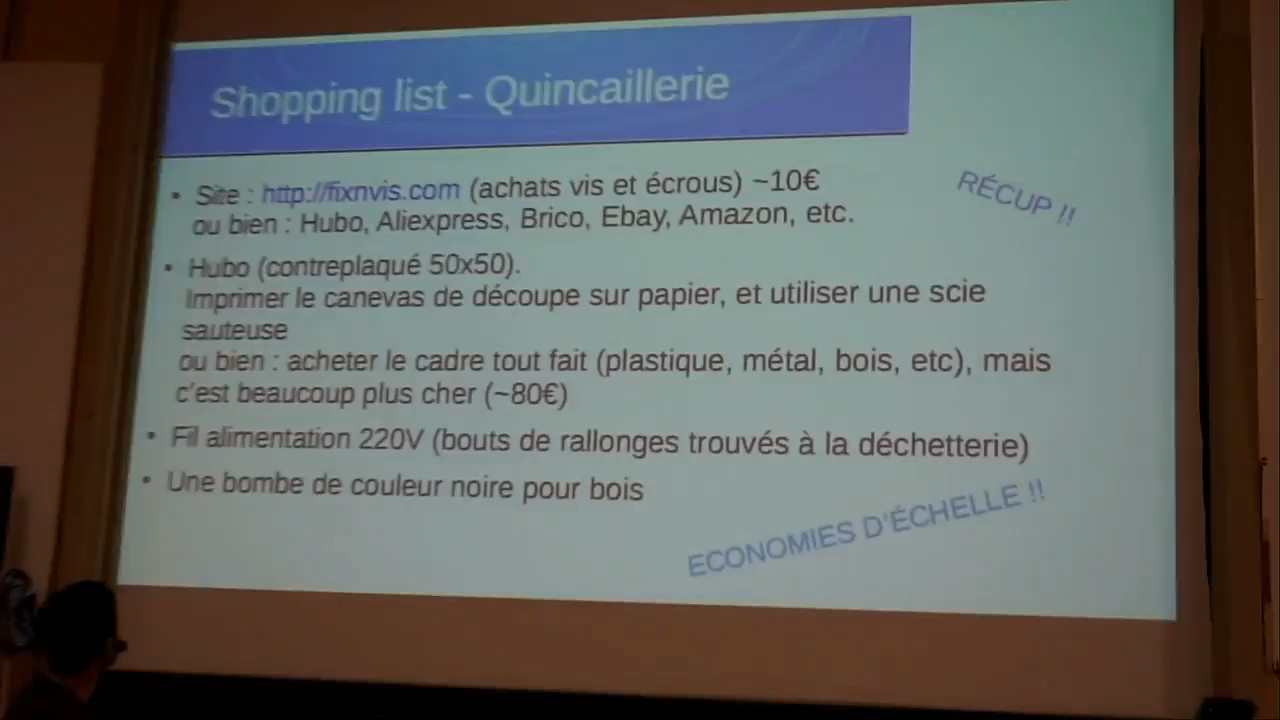 Shopping list - Quincaillerie
• Site : http://fixnvis.com (achats vis et écrous) ~10€
ou bien : Hubo, Aliexpress, Brico, Ebay, Amazon, etc.
RÉCUP !!
• Hubo (contreplaqué 50x50).
Imprimer le canevas de découpe sur papier, et utiliser une scie
sauteuse
ou bien : acheter le cadre tout fait (plastique, métal, bois, etc), mais
c'est beaucoup plus cher (~80€)
• Fil alimentation 220V (bouts de rallonges trouvés à la déchetterie)
• Une bombe de couleur noire pour bois
ECONOMIES D'ÉCHELLE !!